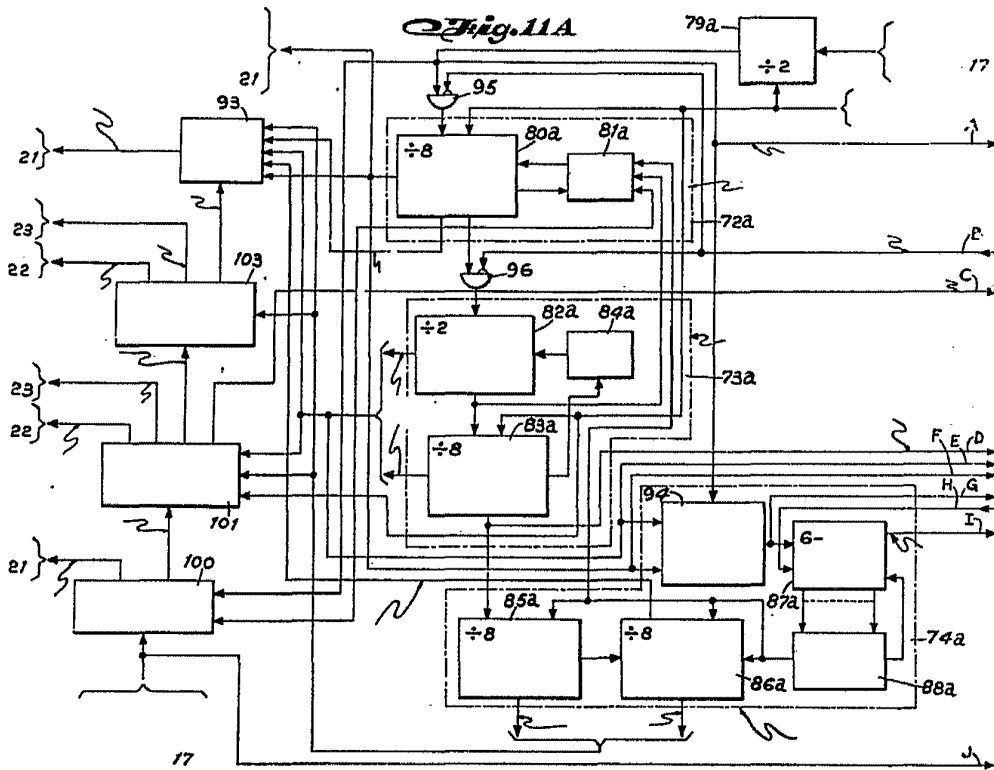 Fig. 11A
79a
÷2
17
21
95
93
÷8
80a
81a
A
21
72a
23
B
22
103
96
C
÷2
82a
84a
73a
23
22
÷8
83a
F E D
H G
94
I
101
6-
21
100
87a
÷8
85a
÷8
74a
86a
88a
17
J